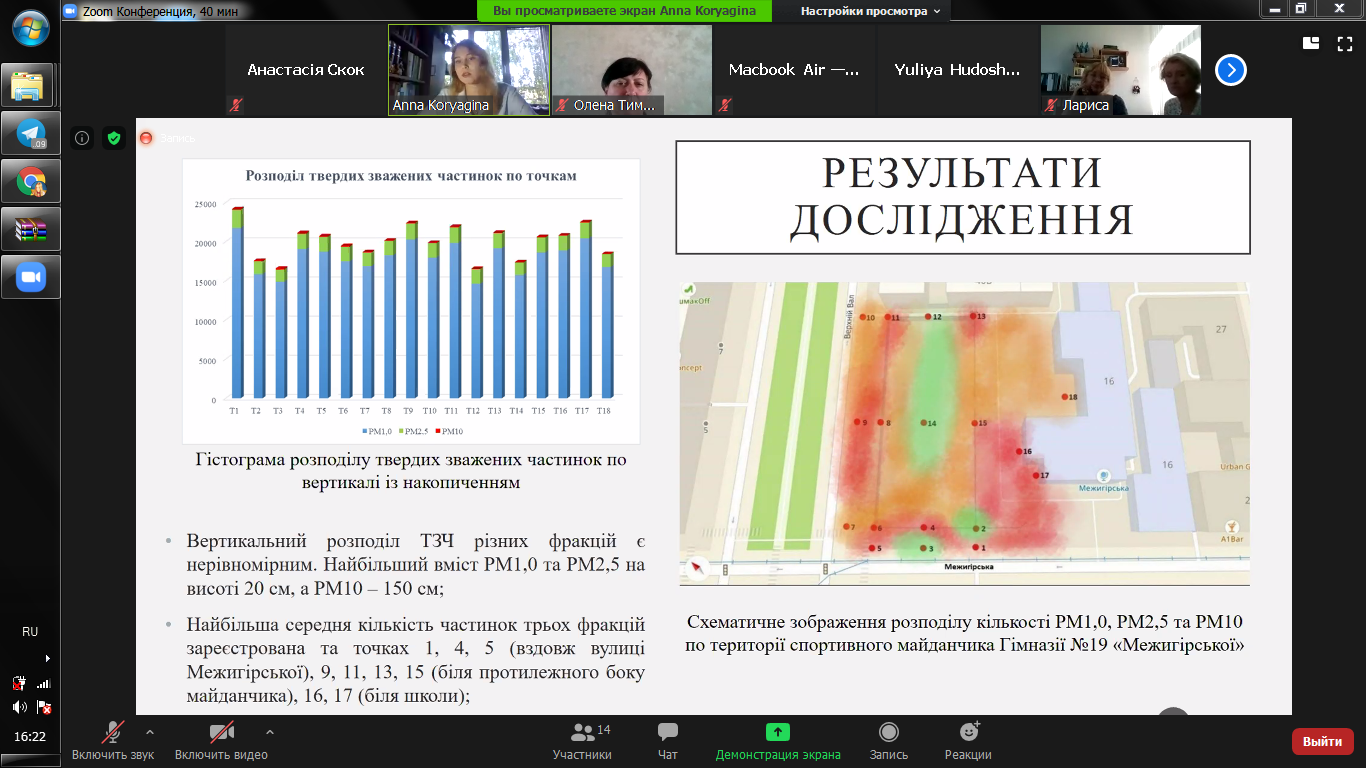 Zoom Конференция, 40 мин
Вы просматриваете экран Anna Koryagina
Настройки просмотра
Анастасія Скок
Anna Koryagina
Олена Тим...
Macbook Air —...
Yuliya Hudosh...
Лариса
.09
Запись
Розподіл твердих зважених частинок по точкам
25000
20000
15000
10000
5000
0
T1 T2 T3 T4 T5 T6 T7 T8 T9 T10 T11 T12 T13 T14 T15 T16 T17 T18
PM1,0 PM2.5 PM10
Гістограма розподілу твердих зважених частинок по
вертикалі із накопиченням
• Вертикальний розподіл ТЗЧ різних фракцій є
нерівномірним. Найбільший вміст PM1,0 та PM2,5 на
висоті 20 см, а PM10 – 150 см;
• Найбільша середня кількість частинок трьох фракцій
зареєстрована та точках 1, 4, 5 (вздовж вулиці
Межигірської), 9, 11, 13, 15 (біля протилежного боку
майданчика), 16, 17 (біля школи);
РЕЗУЛЬТАТИ
ДОСЛІДЖЕННЯ
шмакOff
Верхній Вал
10 11 12 13
27
7
сoncept
16
18
5
9 8 14 15
16
16
Urban G
17
Межигірська
2
7 6 4 2
A1Bar
5 3 1
Межигірська
Схематичне зображення розподілу кількості PM1,0, PM2,5 та PM10
по території спортивного майданчика Гімназії №19 «Межигірської»
RU
16:22
Включить звук
Включить видео
14
Участники
Чат
Демонстрация экрана
Запись
Реакции
Выйти